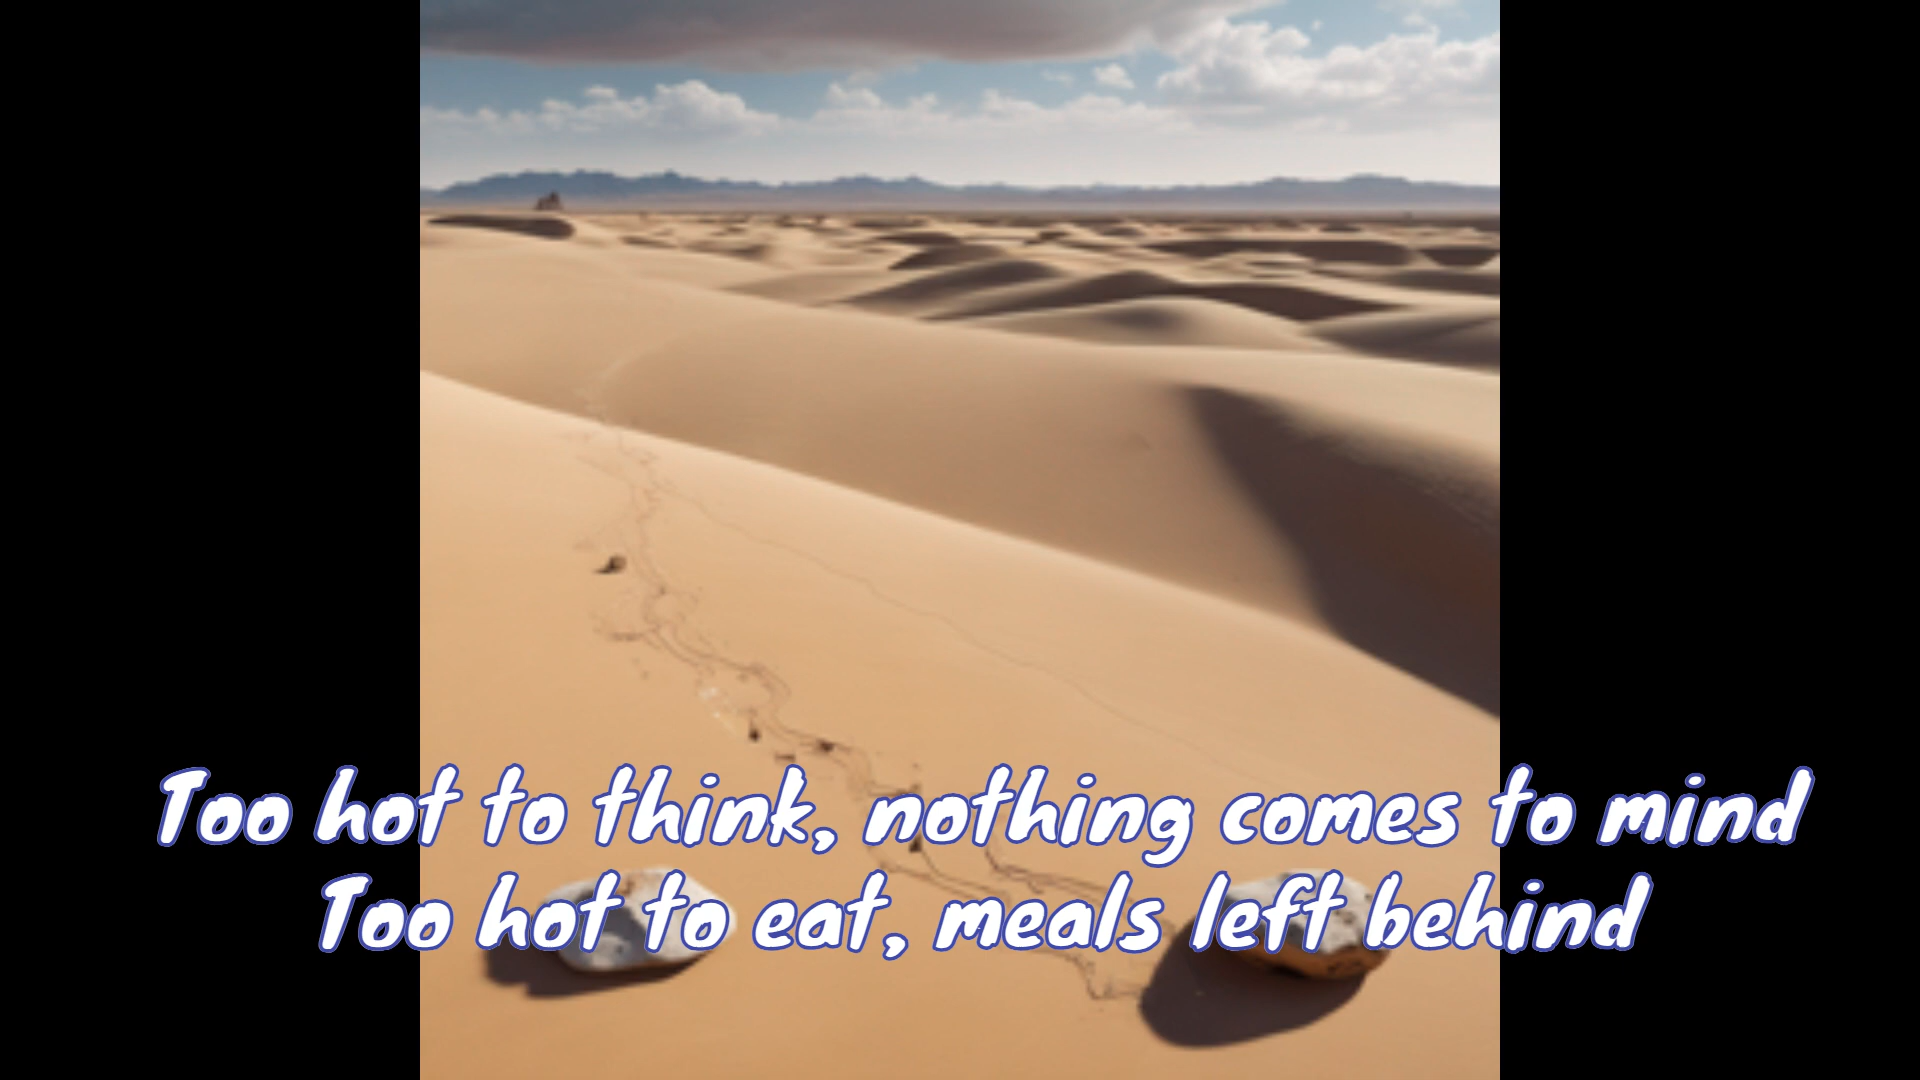 Too hot to think, nothing comes to mind
Too hot to eat, meals left behind